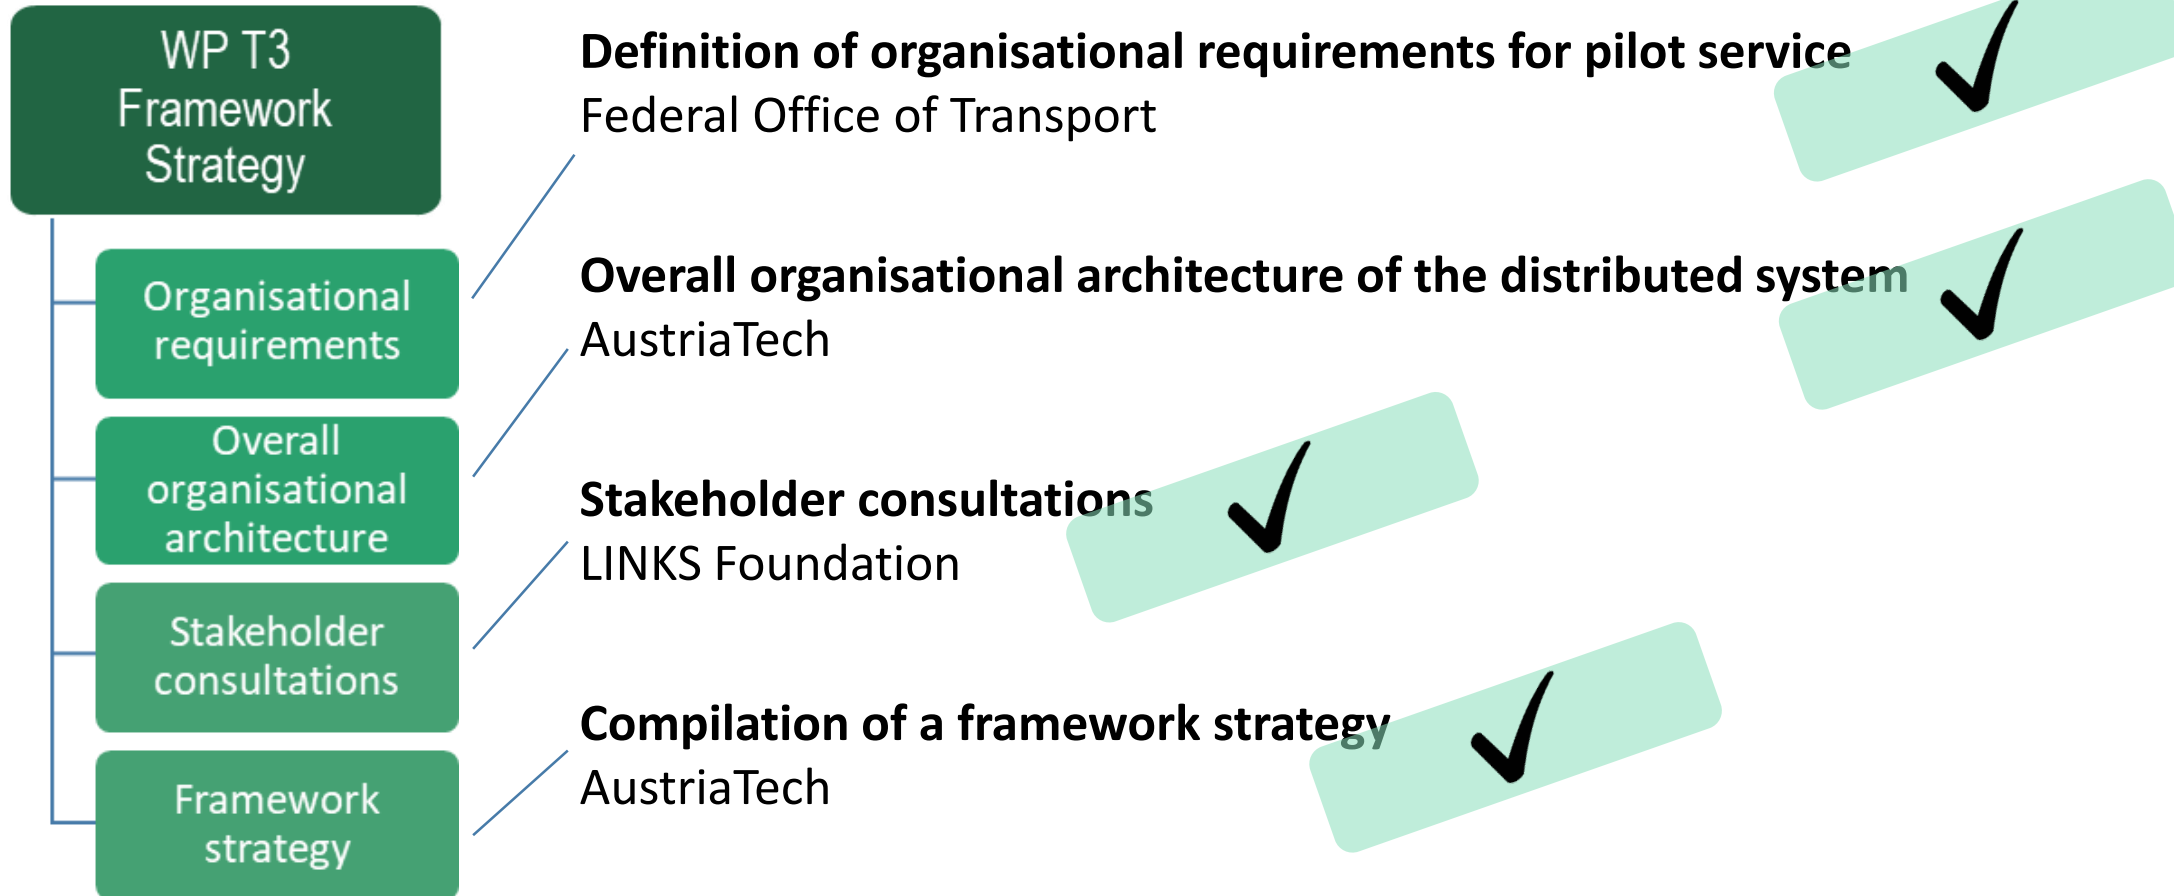 WP T3
Framework
Strategy
Organisational
requirements
Overall
organisational
architecture
Stakeholder
consultations
Framework
strategy
Definition of organisational requirements for pilot service
Federal Office of Transport
Overall organisational architecture of the distributed system
AustriaTech
Stakeholder consultations
LINKS Foundation
Compilation of a framework strategy
AustriaTech